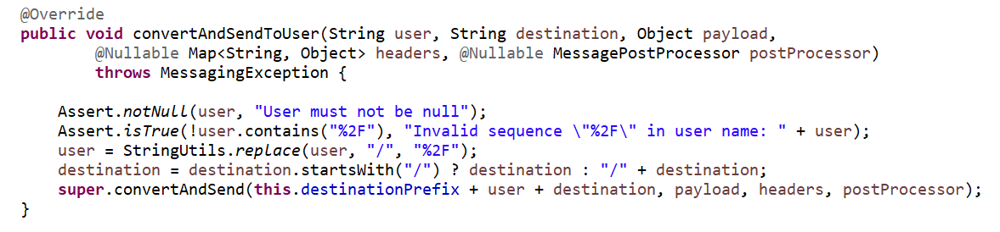 @Override
public void convertAndSendToUser(String user, String destination, Object payload,
        @Nullable Map<String, Object> headers, @Nullable MessagePostProcessor postProcessor)
        throws MessagingException {

    Assert.notNull(user, "User must not be null");
    Assert.isTrue(!user.contains("%2F"), "Invalid sequence \"%2F\" in user name: " + user);
    user = StringUtils.replace(user, "/", "%2F");
    destination = destination.startsWith("/") ? destination : "/" + destination;
    super.convertAndSend(this.destinationPrefix + user + destination, payload, headers, postProcessor);
}